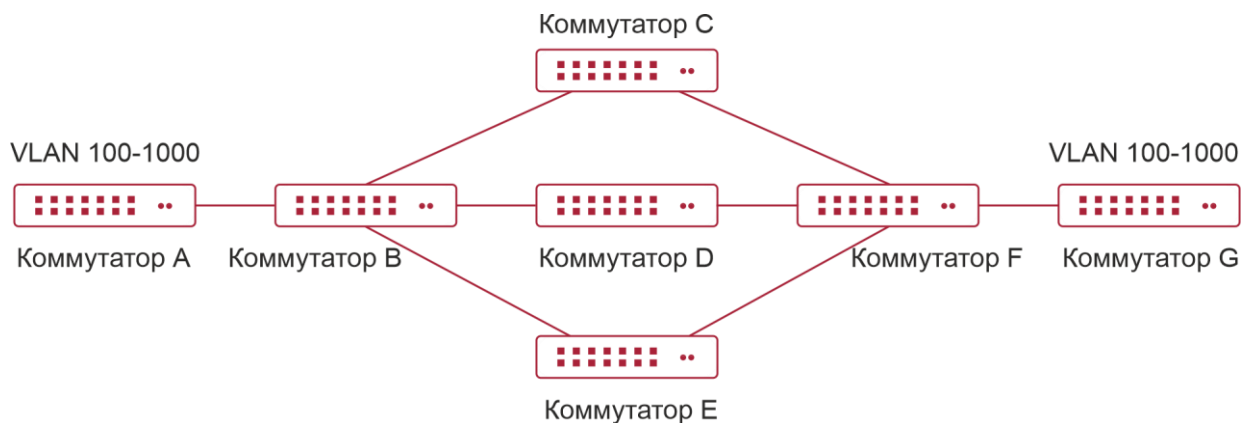 Коммутатор C
VLAN 100-1000
VLAN 100-1000
Коммутатор A
Коммутатор B
Коммутатор D
Коммутатор F
Коммутатор G
Коммутатор E